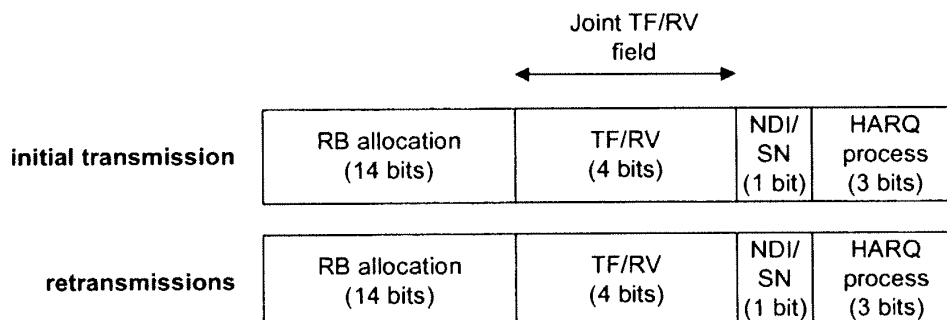 Joint TF/RV
field
initial transmission
RB allocation
(14 bits)
TF/RV
(4 bits)
NDI/
SN
(1 bit)
HARQ
process
(3 bits)
retransmissions
RB allocation
(14 bits)
TF/RV
(4 bits)
NDI/
SN
(1 bit)
HARQ
process
(3 bits)